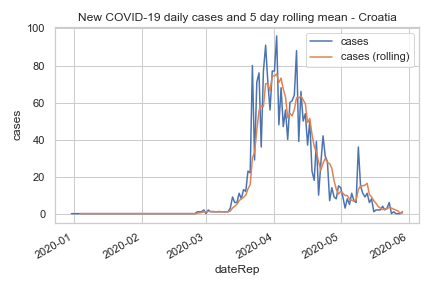 New COVID-19 daily cases and 5 day rolling mean - Croatia
cases
cases (rolling)
100
80
60
40
20
0
cases
2020-01
2020-02
2020-03
2020-04
2020-05
2020-06
dateRep